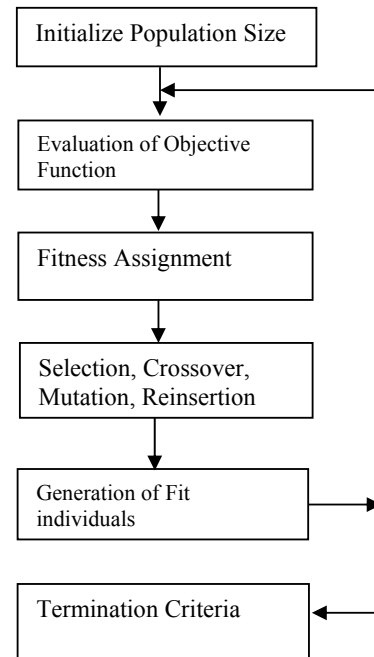 Initialize Population Size
Evaluation of Objective
Function
Fitness Assignment
Selection, Crossover,
Mutation, Reinsertion
Generation of Fit
individuals
Termination Criteria